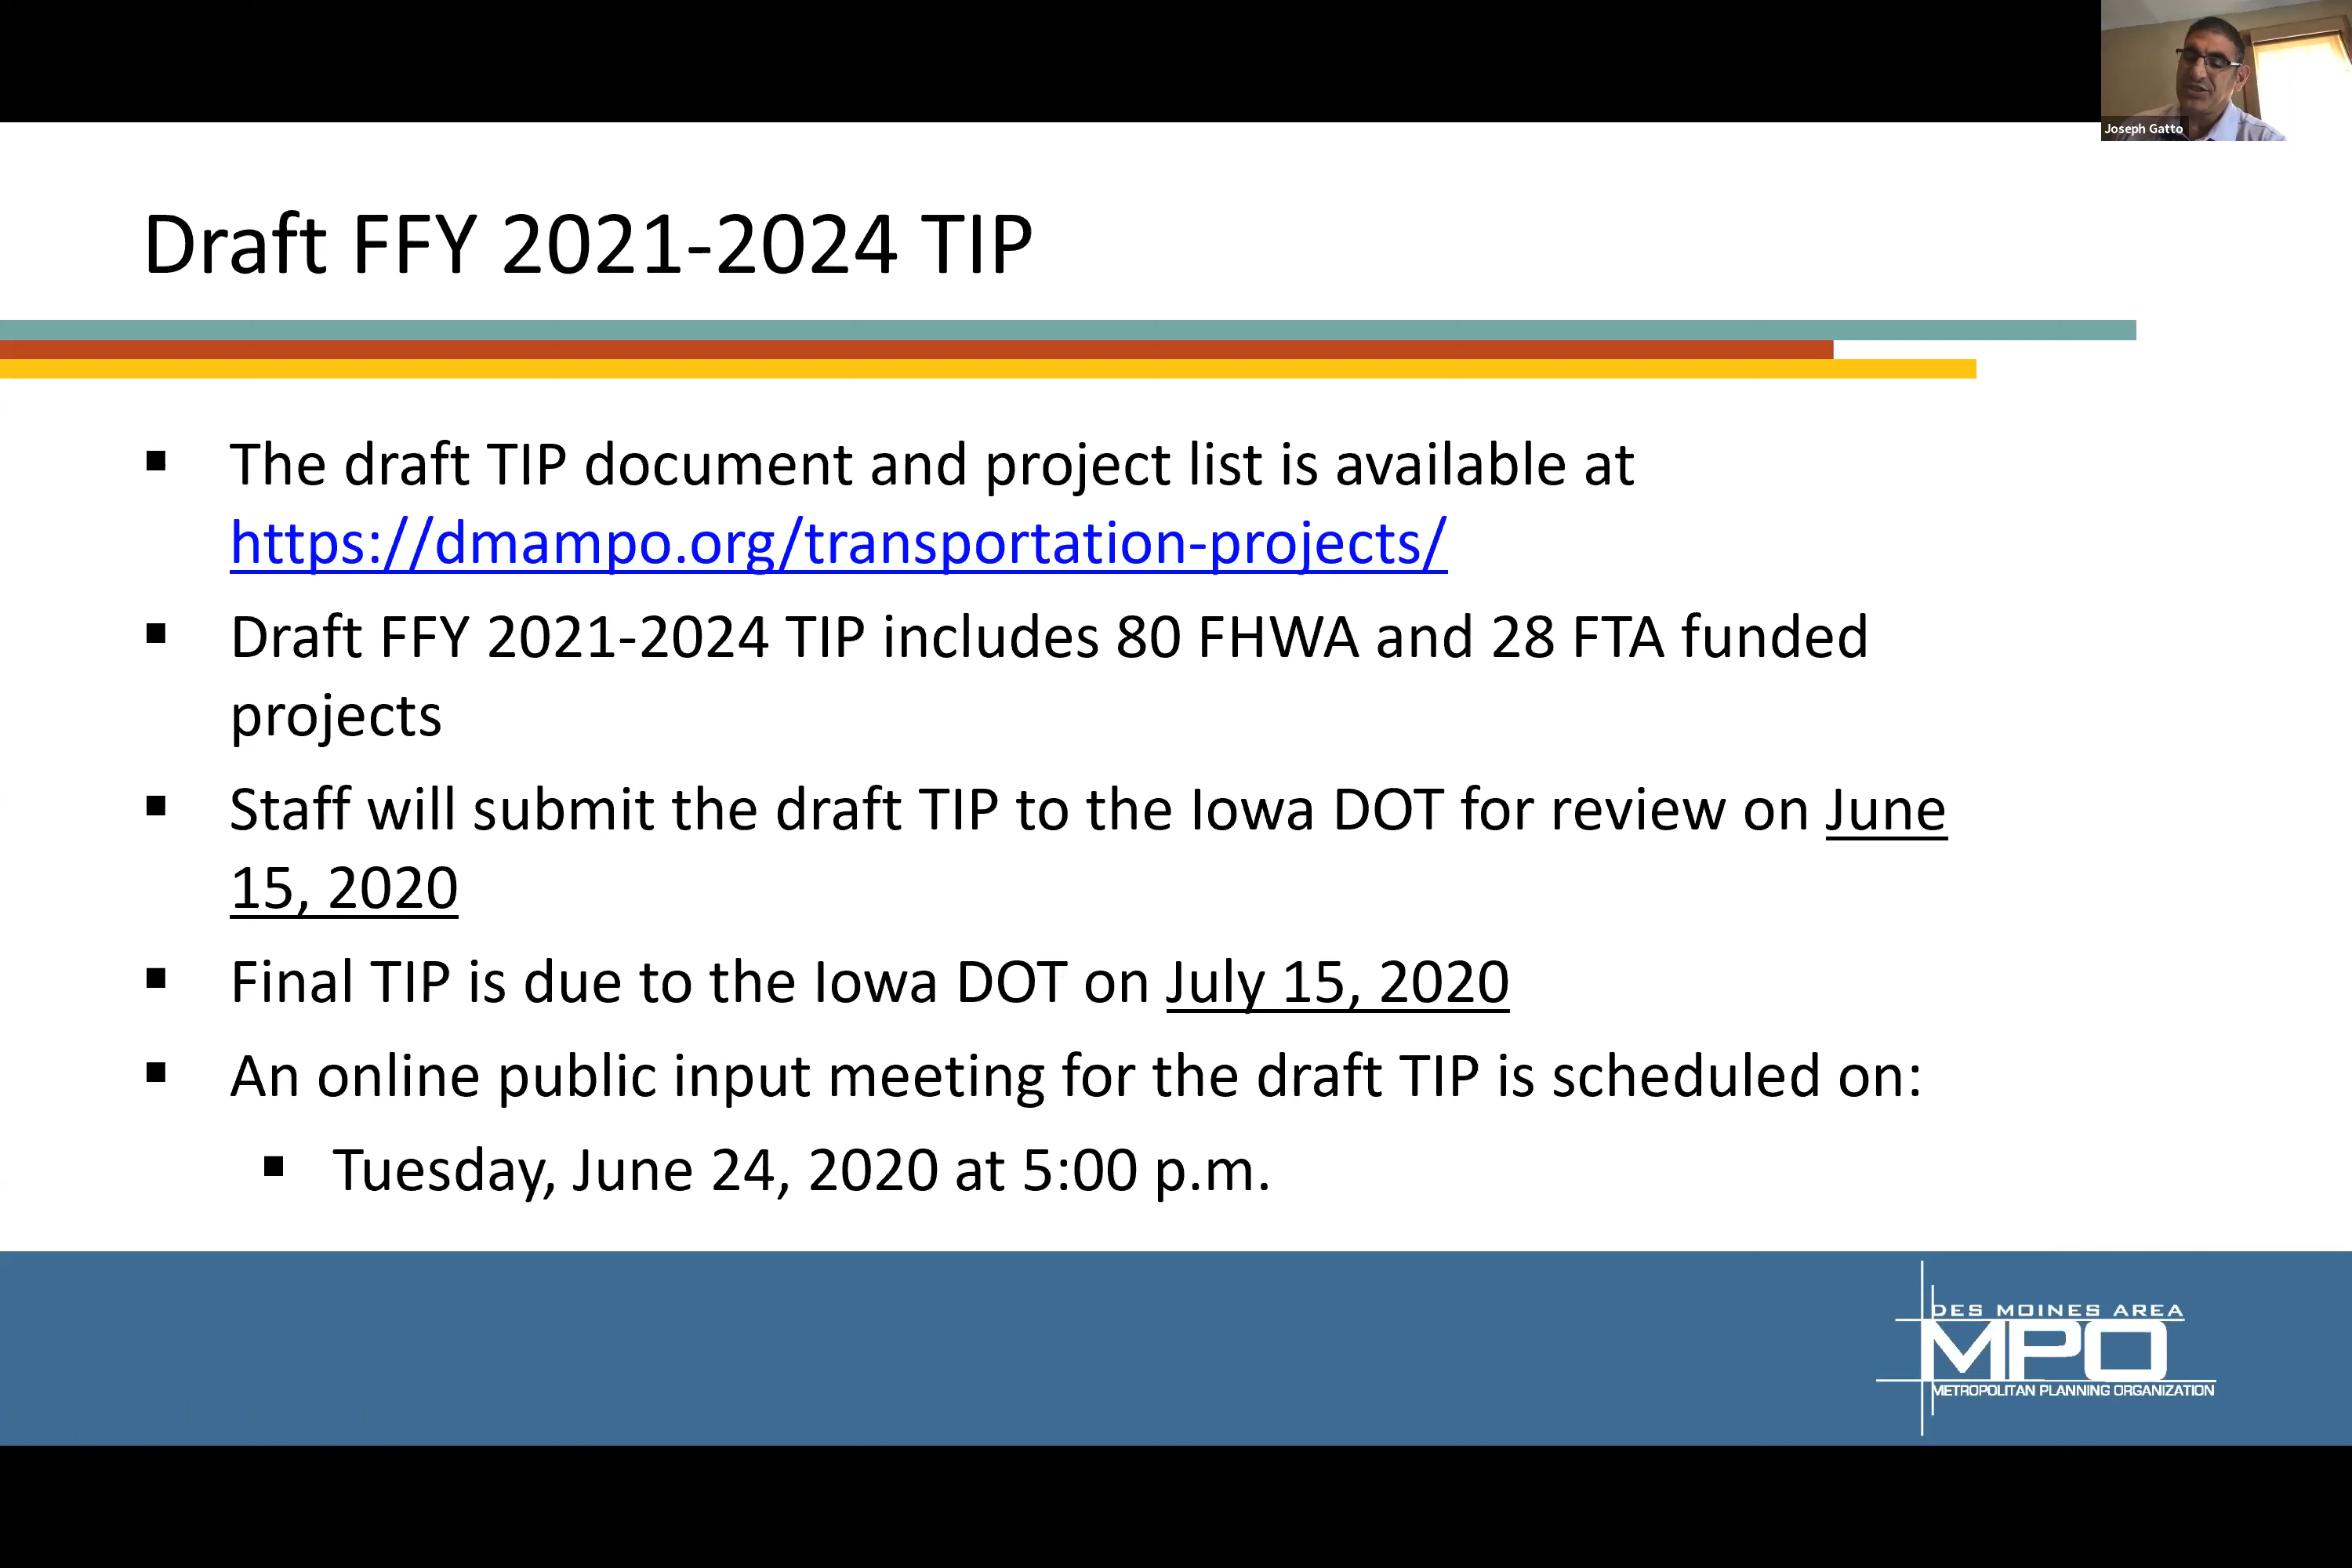 Joseph Gatto
Draft FFY 2021-2024 TIP
▪ The draft TIP document and project list is available at
https://dmampo.org/transportation-projects/
▪ Draft FFY 2021-2024 TIP includes 80 FHWA and 28 FTA funded
projects
▪ Staff will submit the draft TIP to the Iowa DOT for review on June
15, 2020
▪ Final TIP is due to the Iowa DOT on July 15, 2020
▪ An online public input meeting for the draft TIP is scheduled on:
▪ Tuesday, June 24, 2020 at 5:00 p.m.
DES MOINES AREA
MPO
METROPOLITAN PLANNING ORGANIZATION